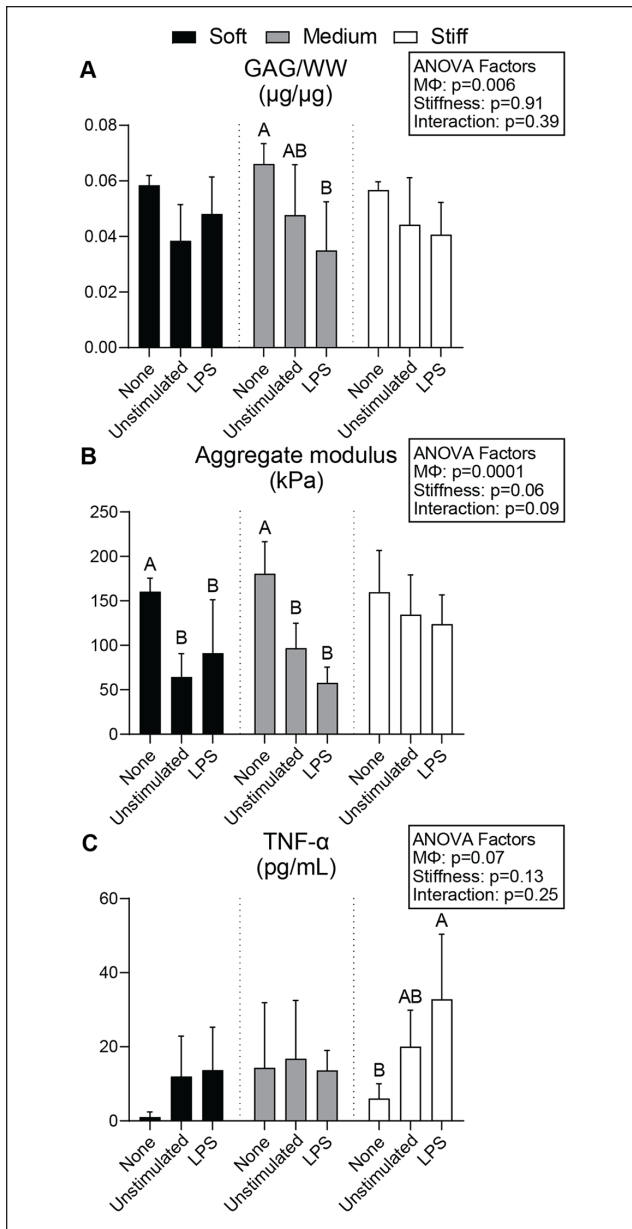 Soft Medium Stiff
A
GAG/WW
(µg/µg)
ANOVA Factors
MΦ: p=0.006
Stiffness: p=0.91
Interaction: p=0.39
0.08
0.06
0.04
0.02
0.00
A
AB
B
None Unstimulated LPS None Unstimulated LPS None Unstimulated LPS
B
Aggregate modulus
(kPa)
ANOVA Factors
MΦ: p=0.0001
Stiffness: p=0.06
Interaction: p=0.09
250
200
150
100
50
0
A
B
B
A
B
B
None Unstimulated LPS None Unstimulated LPS None Unstimulated LPS
C
TNF-α
(pg/mL)
ANOVA Factors
MΦ: p=0.07
Stiffness: p=0.13
Interaction: p=0.25
60
40
20
0
B
AB
A
None Unstimulated LPS None Unstimulated LPS None Unstimulated LPS